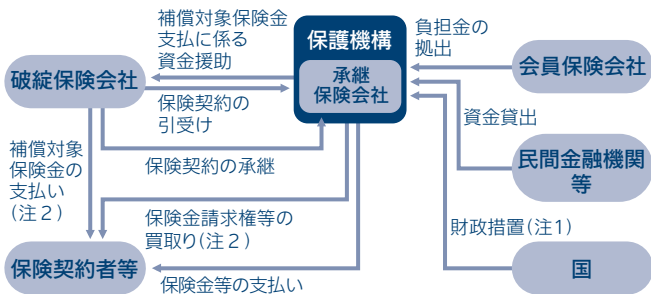 補償対象保険金
支払に係る
資金援助
保護機構
承継
保険会社
負担金の
拠出
破綻保険会社
会員保険会社
保険契約の
引受け
資金貸出
補償対象
保険金の
支払い
(注２)
保険契約の承継
民間金融機関
等
保険金請求権等の
買取り(注２)
財政措置(注1)
保険契約者等
保険金等の支払い
国